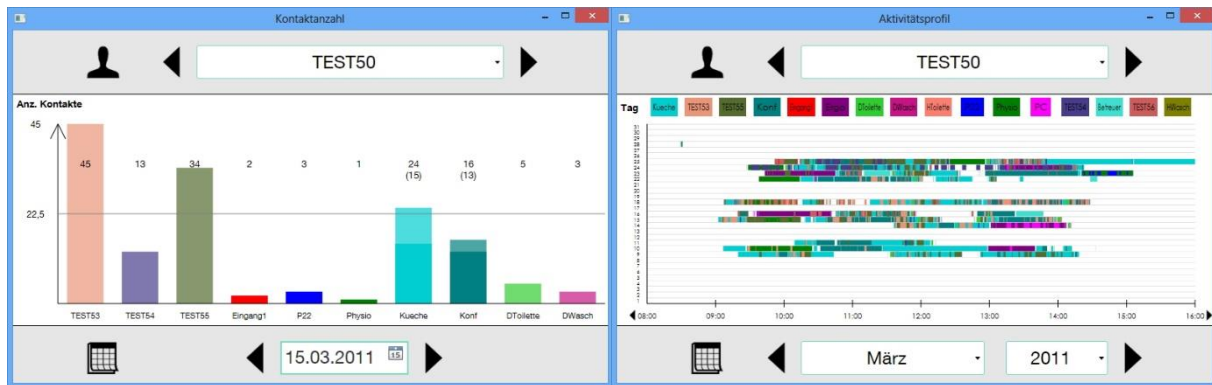 Kontaktanzahl
TEST50
Anz. Kontakte
45
45 13 34 2 3 1 24 16 5 3
(15) (13)
22,5
TEST53 TEST54 TEST55 Eingang1 P22 Physio Kueche Konf DToilette DWasch
15.03.2011 15
Aktivitätsprofil
TEST50
Tag Kueche TEST53 TEST55 Konf DToilette DWasch HToilette Physio PC TEST54 Betreuer TEST56 HWasch
08:00 09:00 10:00 11:00 12:00 13:00 14:00 15:00 16:00
März 2011